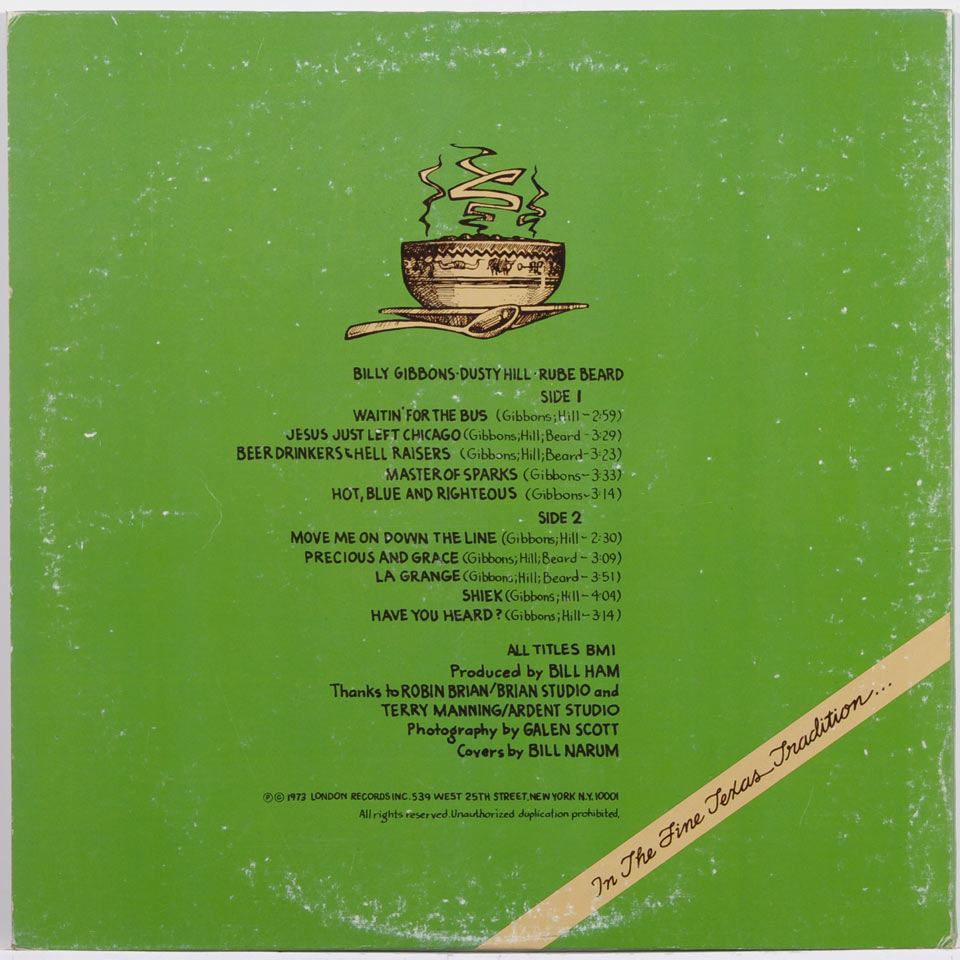 BILLY GIBBONS·DUSTY HILL·RUBE BEARD
SIDE 1
WAITIN' FOR THE BUS (Gibbons;Hill-2:59)
JESUS JUST LEFT CHICAGO (Gibbons;Hill;Beard-3:29)
BEER DRINKERS & HELL RAISERS (Gibbons;Hill;Beard-3:23)
MASTER OF SPARKS (Gibbons-3:33)
HOT, BLUE AND RIGHTEOUS (Gibbons-3:14)
SIDE 2
MOVE ME ON DOWN THE LINE (Gibbons;Hill-2:30)
PRECIOUS AND GRACE (Gibbons;Hill;Beard-3:09)
LA GRANGE (Gibbons;Hill;Beard-3:51)
SHIEK (Gibbons;Hill-4:04)
HAVE YOU HEARD? (Gibbons;Hill-3:14)
ALL TITLES BMI
Produced by BILL HAM
Thanks to ROBIN BRIAN/BRIAN STUDIO and
TERRY MANNING/ARDENT STUDIO
Photography by GALEN SCOTT
Covers by BILL NARUM
℗©1973 LONDON RECORDS INC. 539 WEST 25TH STREET, NEW YORK N.Y. 10001
All rights reserved. Unauthorized duplication prohibited.
In The Fine Texas Tradition...